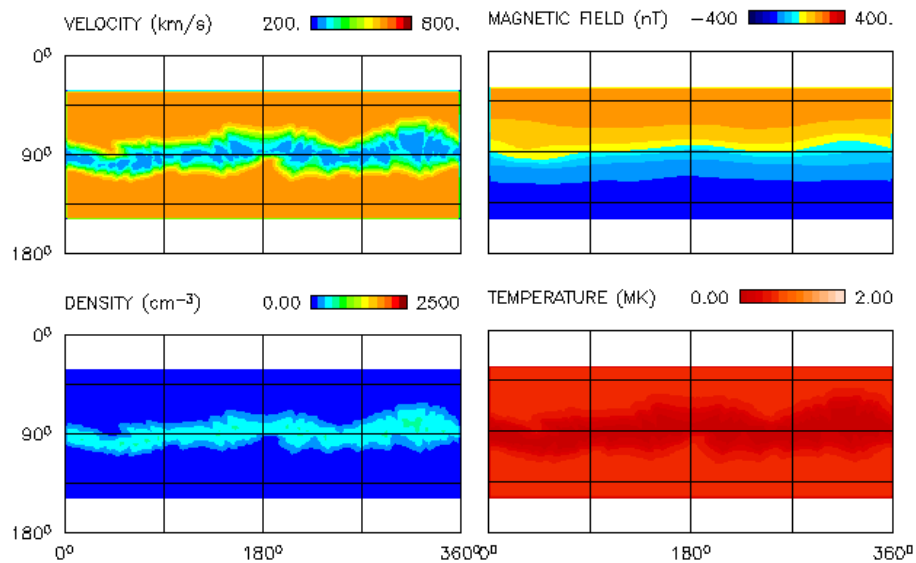 VELOCITY (km/s) 200. 800.
MAGNETIC FIELD (nT) −400 400.
0⁰
90⁰
180⁰
DENSITY (cm⁻³) 0.00 2500
TEMPERATURE (MK) 0.00 2.00
0⁰
90⁰
180⁰
0⁰ 180⁰ 360⁰ 0⁰ 180⁰ 360⁰